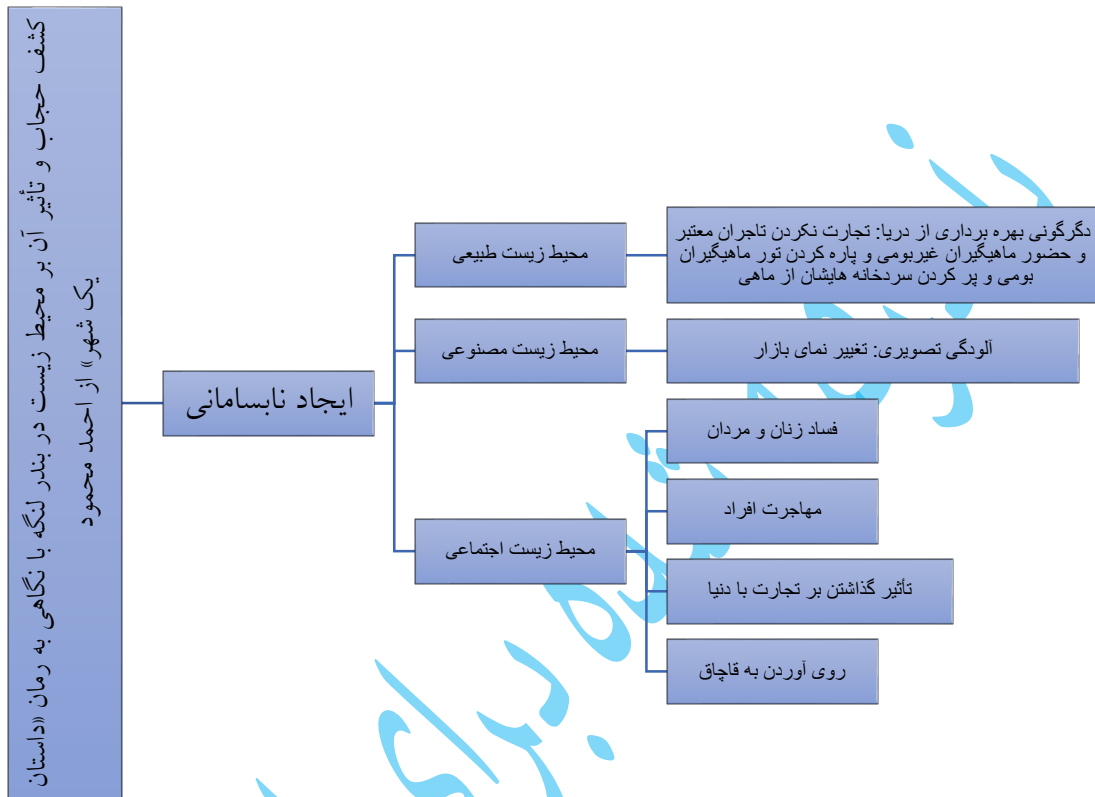 کشف حجاب و تأثیر آن بر محیط زیست در بندر لنگه با نگاهی به رمان «داستان
یک شهر» از احمد محمود
ایجاد نابسامانی
محیط زیست طبیعی
دگرگونی بهره برداری از دریا: تجارت نکردن تاجران معتبر
و حضور ماهیگیران غیربومی و پاره کردن تور ماهیگیران
بومی و پر کردن سردخانه هایشان از ماهی
محیط زیست مصنوعی
آلودگی تصویری: تغییر نمای بازار
محیط زیست اجتماعی
فساد زنان و مردان
مهاجرت افراد
تأثیر گذاشتن بر تجارت با دنیا
روی آوردن به قاچاق